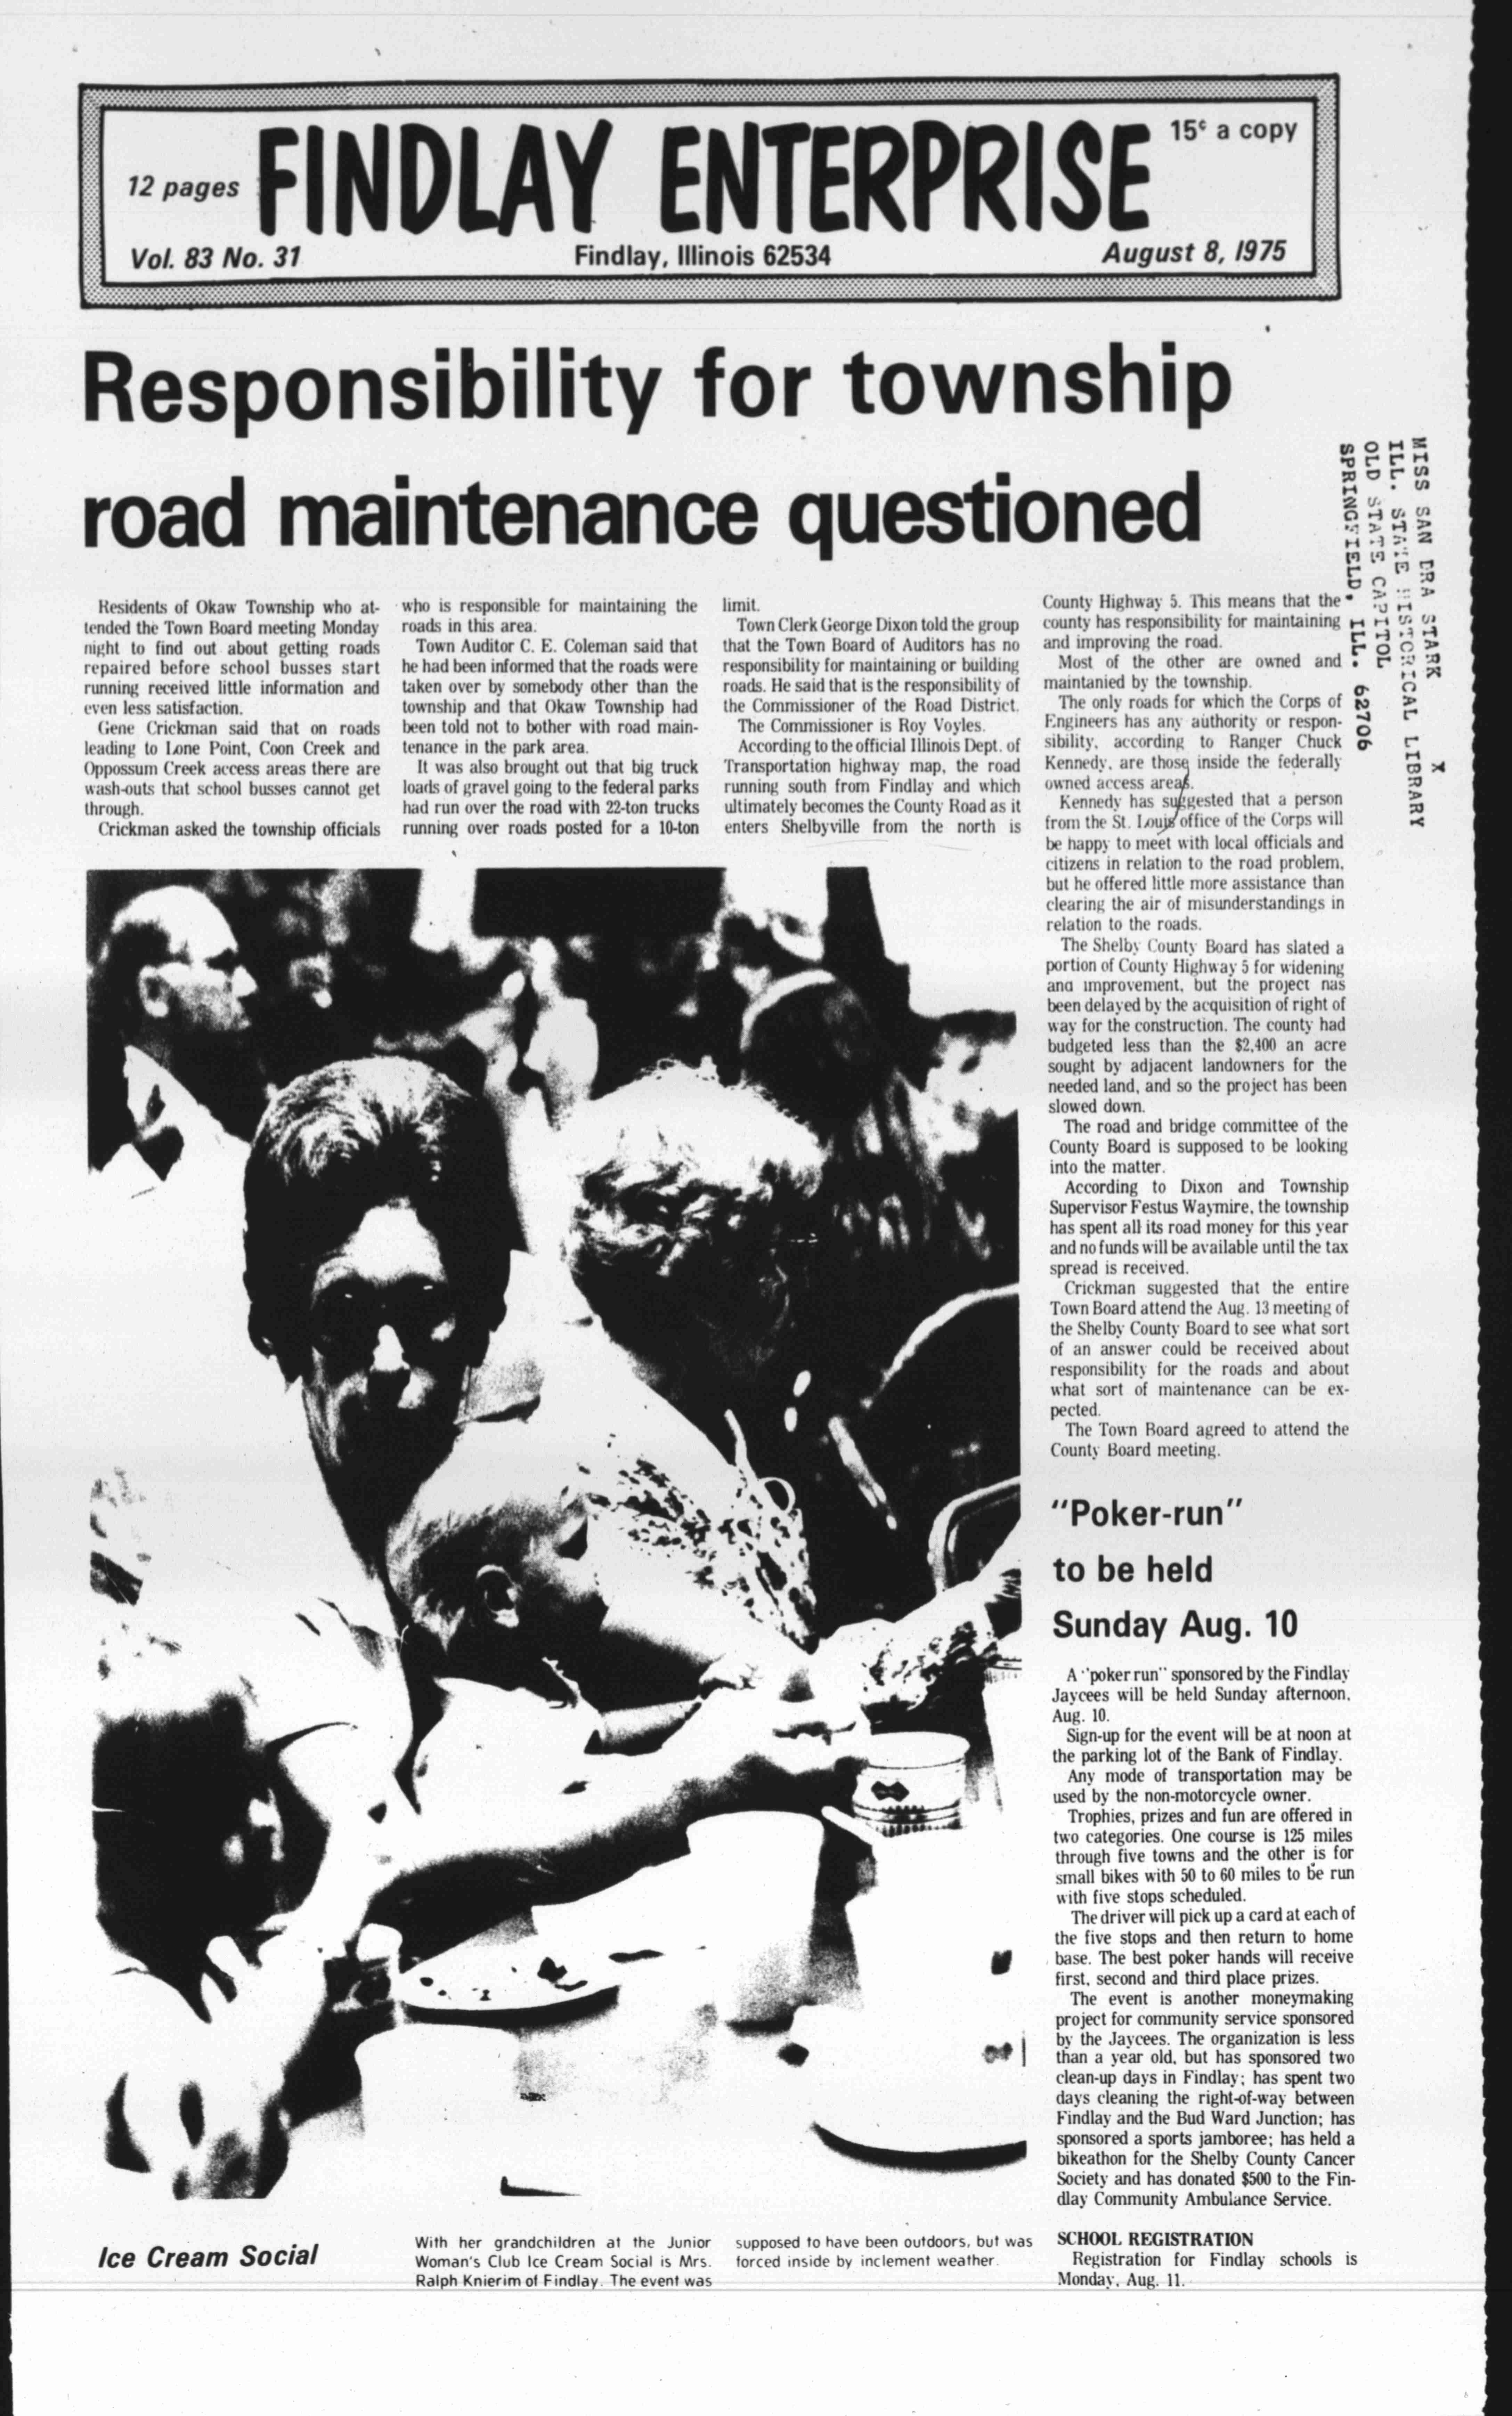 12 pages
FINDLAY ENTERPRISE
15¢ a copy
Vol. 83 No. 31
Findlay, Illinois 62534
August 8, 1975
Responsibility for township
road maintenance questioned
Residents of Okaw Township who at-
tended the Town Board meeting Monday
night to find out about getting roads
repaired before school busses start
running received little information and
even less satisfaction.
Gene Crickman said that on roads
leading to Lone Point, Coon Creek and
Oppossum Creek access areas there are
wash-outs that school busses cannot get
through.
Crickman asked the township officials
who is responsible for maintaining the
roads in this area.
Town Auditor C. E. Coleman said that
he had been informed that the roads were
taken over by somebody other than the
township and that Okaw Township had
been told not to bother with road main-
tenance in the park area.
It was also brought out that big truck
loads of gravel going to the federal parks
had run over the road with 22-ton trucks
running over roads posted for a 10-ton
limit.
Town Clerk George Dixon told the group
that the Town Board of Auditors has no
responsibility for maintaining or building
roads. He said that is the responsibility of
the Commissioner of the Road District.
The Commissioner is Roy Voyles.
According to the official Illinois Dept. of
Transportation highway map, the road
running south from Findlay and which
ultimately becomes the County Road as it
enters Shelbyville from the north is
County Highway 5. This means that the
county has responsibility for maintaining
and improving the road.
Most of the other are owned and
maintanied by the township.
The only roads for which the Corps of
Engineers has any authority or respon-
sibility, according to Ranger Chuck
Kennedy, are those inside the federally
owned access areas.
Kennedy has suggested that a person
from the St. Louis office of the Corps will
be happy to meet with local officials and
citizens in relation to the road problem,
but he offered little more assistance than
clearing the air of misunderstandings in
relation to the roads.
The Shelby County Board has slated a
portion of County Highway 5 for widening
and improvement, but the project has
been delayed by the acquisition of right of
way for the construction. The county had
budgeted less than the $2,400 an acre
sought by adjacent landowners for the
needed land, and so the project has been
slowed down.
The road and bridge committee of the
County Board is supposed to be looking
into the matter.
According to Dixon and Township
Supervisor Festus Waymire, the township
has spent all its road money for this year
and no funds will be available until the tax
spread is received.
Crickman suggested that the entire
Town Board attend the Aug. 13 meeting of
the Shelby County Board to see what sort
of an answer could be received about
responsibility for the roads and about
what sort of maintenance can be ex-
pected.
The Town Board agreed to attend the
County Board meeting.
X
MISS SAN DRA STARK
ILL. STATE HISTORICAL LIBRARY
OLD STATE CAPITOL
SPRINGFIELD, ILL. 62706
"Poker-run"
to be held
Sunday Aug. 10
A "poker run" sponsored by the Findlay
Jaycees will be held Sunday afternoon,
Aug. 10.
Sign-up for the event will be at noon at
the parking lot of the Bank of Findlay.
Any mode of transportation may be
used by the non-motorcycle owner.
Trophies, prizes and fun are offered in
two categories. One course is 125 miles
through five towns and the other is for
small bikes with 50 to 60 miles to be run
with five stops scheduled.
The driver will pick up a card at each of
the five stops and then return to home
base. The best poker hands will receive
first, second and third place prizes.
The event is another moneymaking
project for community service sponsored
by the Jaycees. The organization is less
than a year old, but has sponsored two
clean-up days in Findlay; has spent two
days cleaning the right-of-way between
Findlay and the Bud Ward Junction; has
sponsored a sports jamboree; has held a
bikeathon for the Shelby County Cancer
Society and has donated $500 to the Fin-
dlay Community Ambulance Service.
SCHOOL REGISTRATION
Registration for Findlay schools is
Monday, Aug. 11.
Ice Cream Social
With her grandchildren at the Junior
Woman's Club Ice Cream Social is Mrs.
Ralph Knierim of Findlay. The event was
supposed to have been outdoors, but was
forced inside by inclement weather.